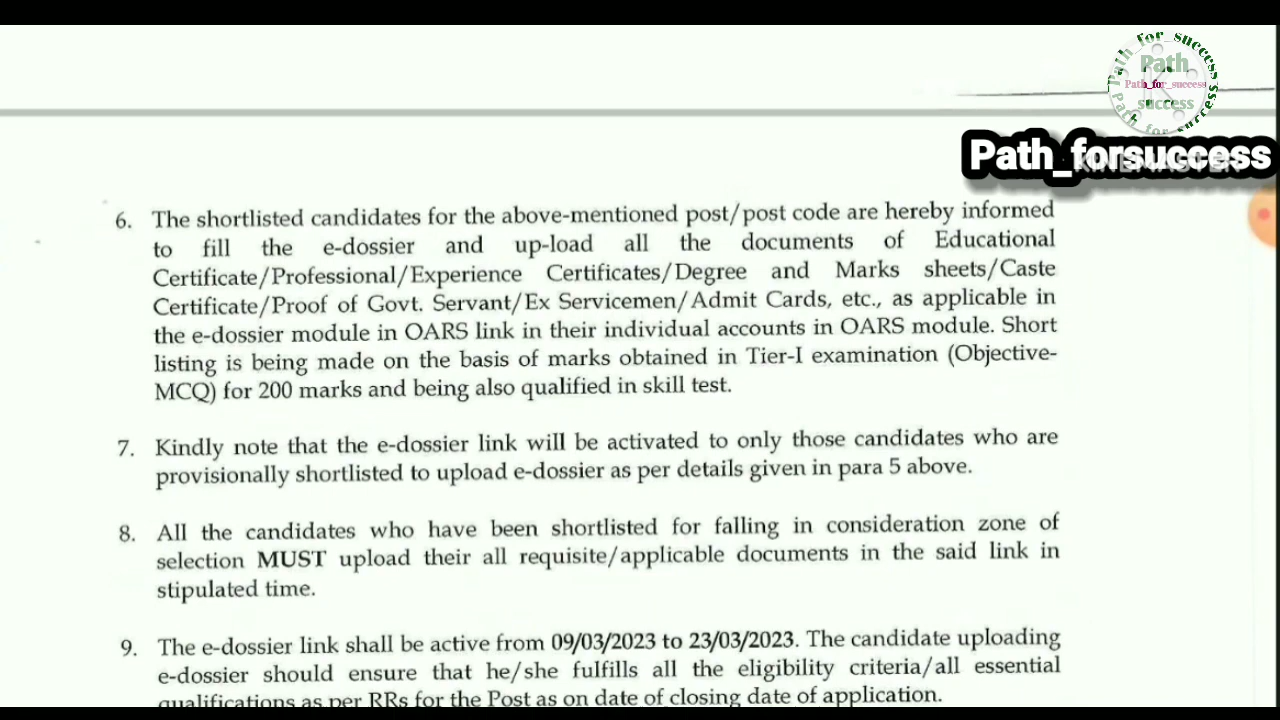 Path_for_success
Path
Path_for_success
success
Path_for_success
Path_forsuccess
KINEMASTER
6. The shortlisted candidates for the above-mentioned post/post code are hereby informed
to fill the e-dossier and up-load all the documents of Educational
Certificate/Professional/Experience Certificates/Degree and Marks sheets/Caste
Certificate/Proof of Govt. Servant/Ex Servicemen/Admit Cards, etc., as applicable in
the e-dossier module in OARS link in their individual accounts in OARS module. Short
listing is being made on the basis of marks obtained in Tier-I examination (Objective-
MCQ) for 200 marks and being also qualified in skill test.
7. Kindly note that the e-dossier link will be activated to only those candidates who are
provisionally shortlisted to upload e-dossier as per details given in para 5 above.
8. All the candidates who have been shortlisted for falling in consideration zone of
selection MUST upload their all requisite/applicable documents in the said link in
stipulated time.
9. The e-dossier link shall be active from 09/03/2023 to 23/03/2023. The candidate uploading
e-dossier should ensure that he/she fulfills all the eligibility criteria/all essential
qualifications as per RRs for the Post as on date of closing date of application.